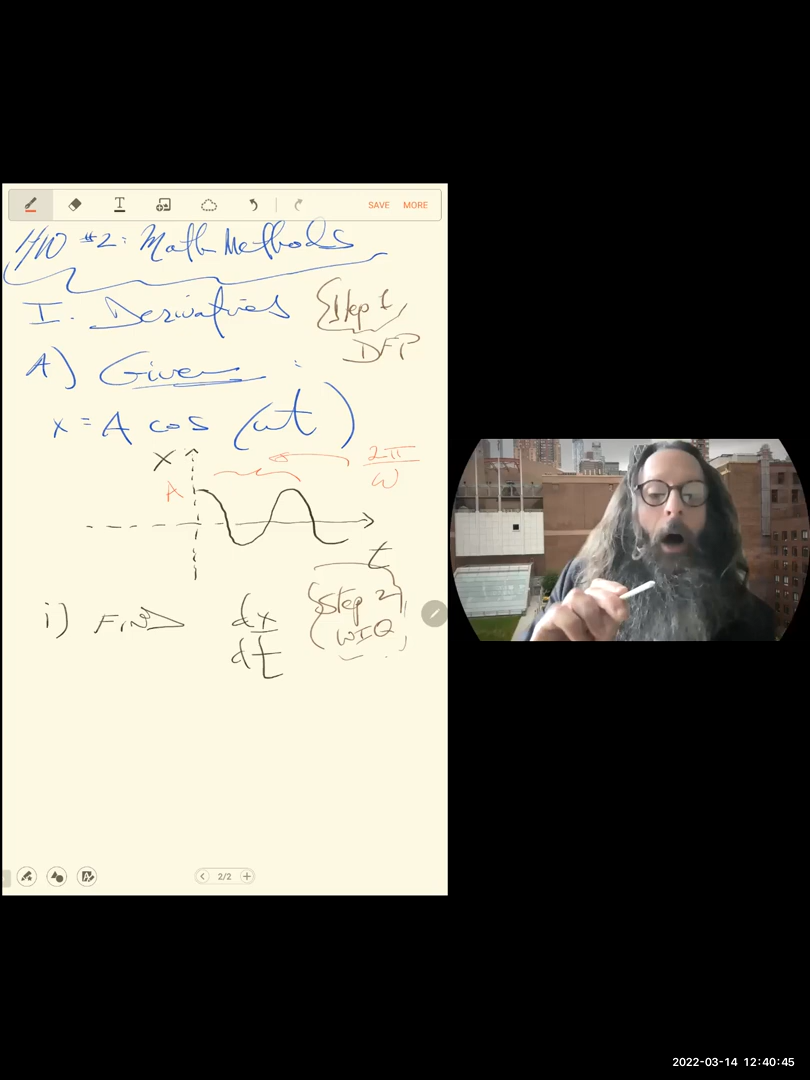 SAVE MORE
HW #2: Math Methods
I. Derivatives
Step 1
DFP
A) Given :
x = A cos (ωt)
x
2π
ω
A
t
i) FIND dx
dt
Step 2
WIQ
2/2
2022-03-14 12:40:45